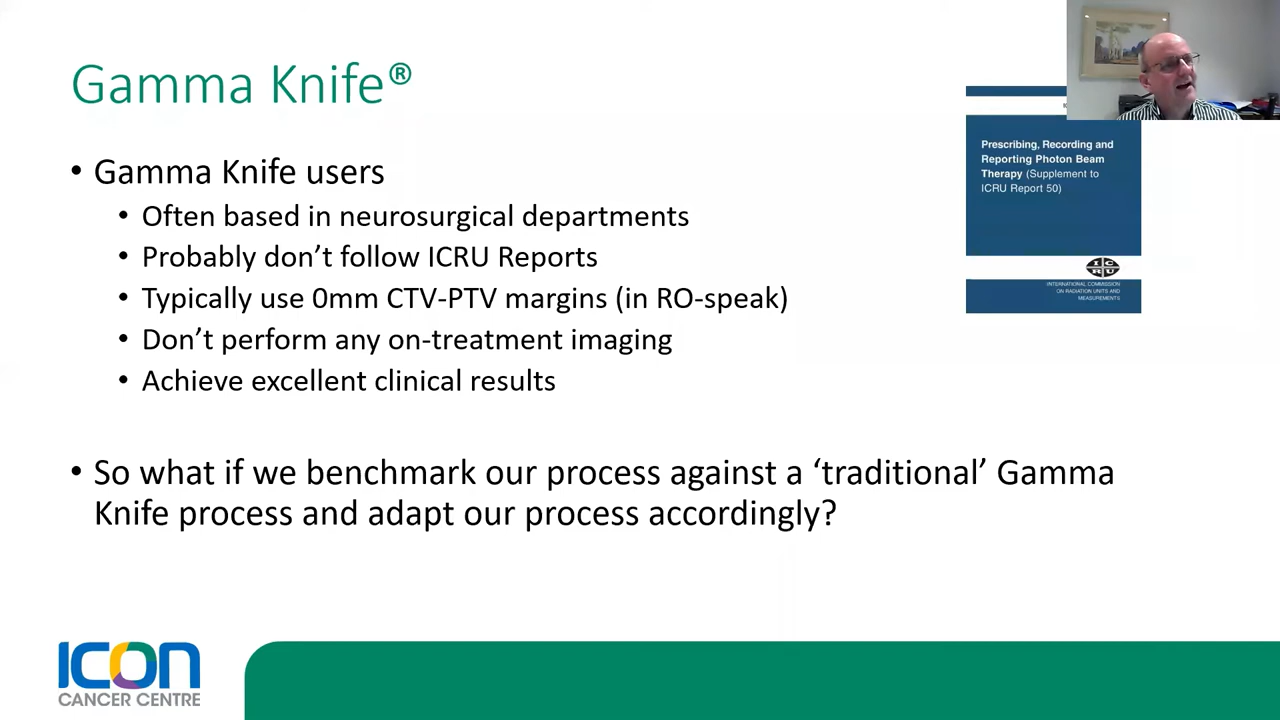 Gamma Knife®
• Gamma Knife users
• Often based in neurosurgical departments
• Probably don’t follow ICRU Reports
• Typically use 0mm CTV-PTV margins (in RO-speak)
• Don’t perform any on-treatment imaging
• Achieve excellent clinical results
• So what if we benchmark our process against a ‘traditional’ Gamma
Knife process and adapt our process accordingly?
Prescribing, Recording and
Reporting Photon Beam
Therapy (Supplement to
ICRU Report 50)
ICRU
INTERNATIONAL COMMISSION
ON RADIATION UNITS AND
MEASUREMENTS
ICON
CANCER CENTRE